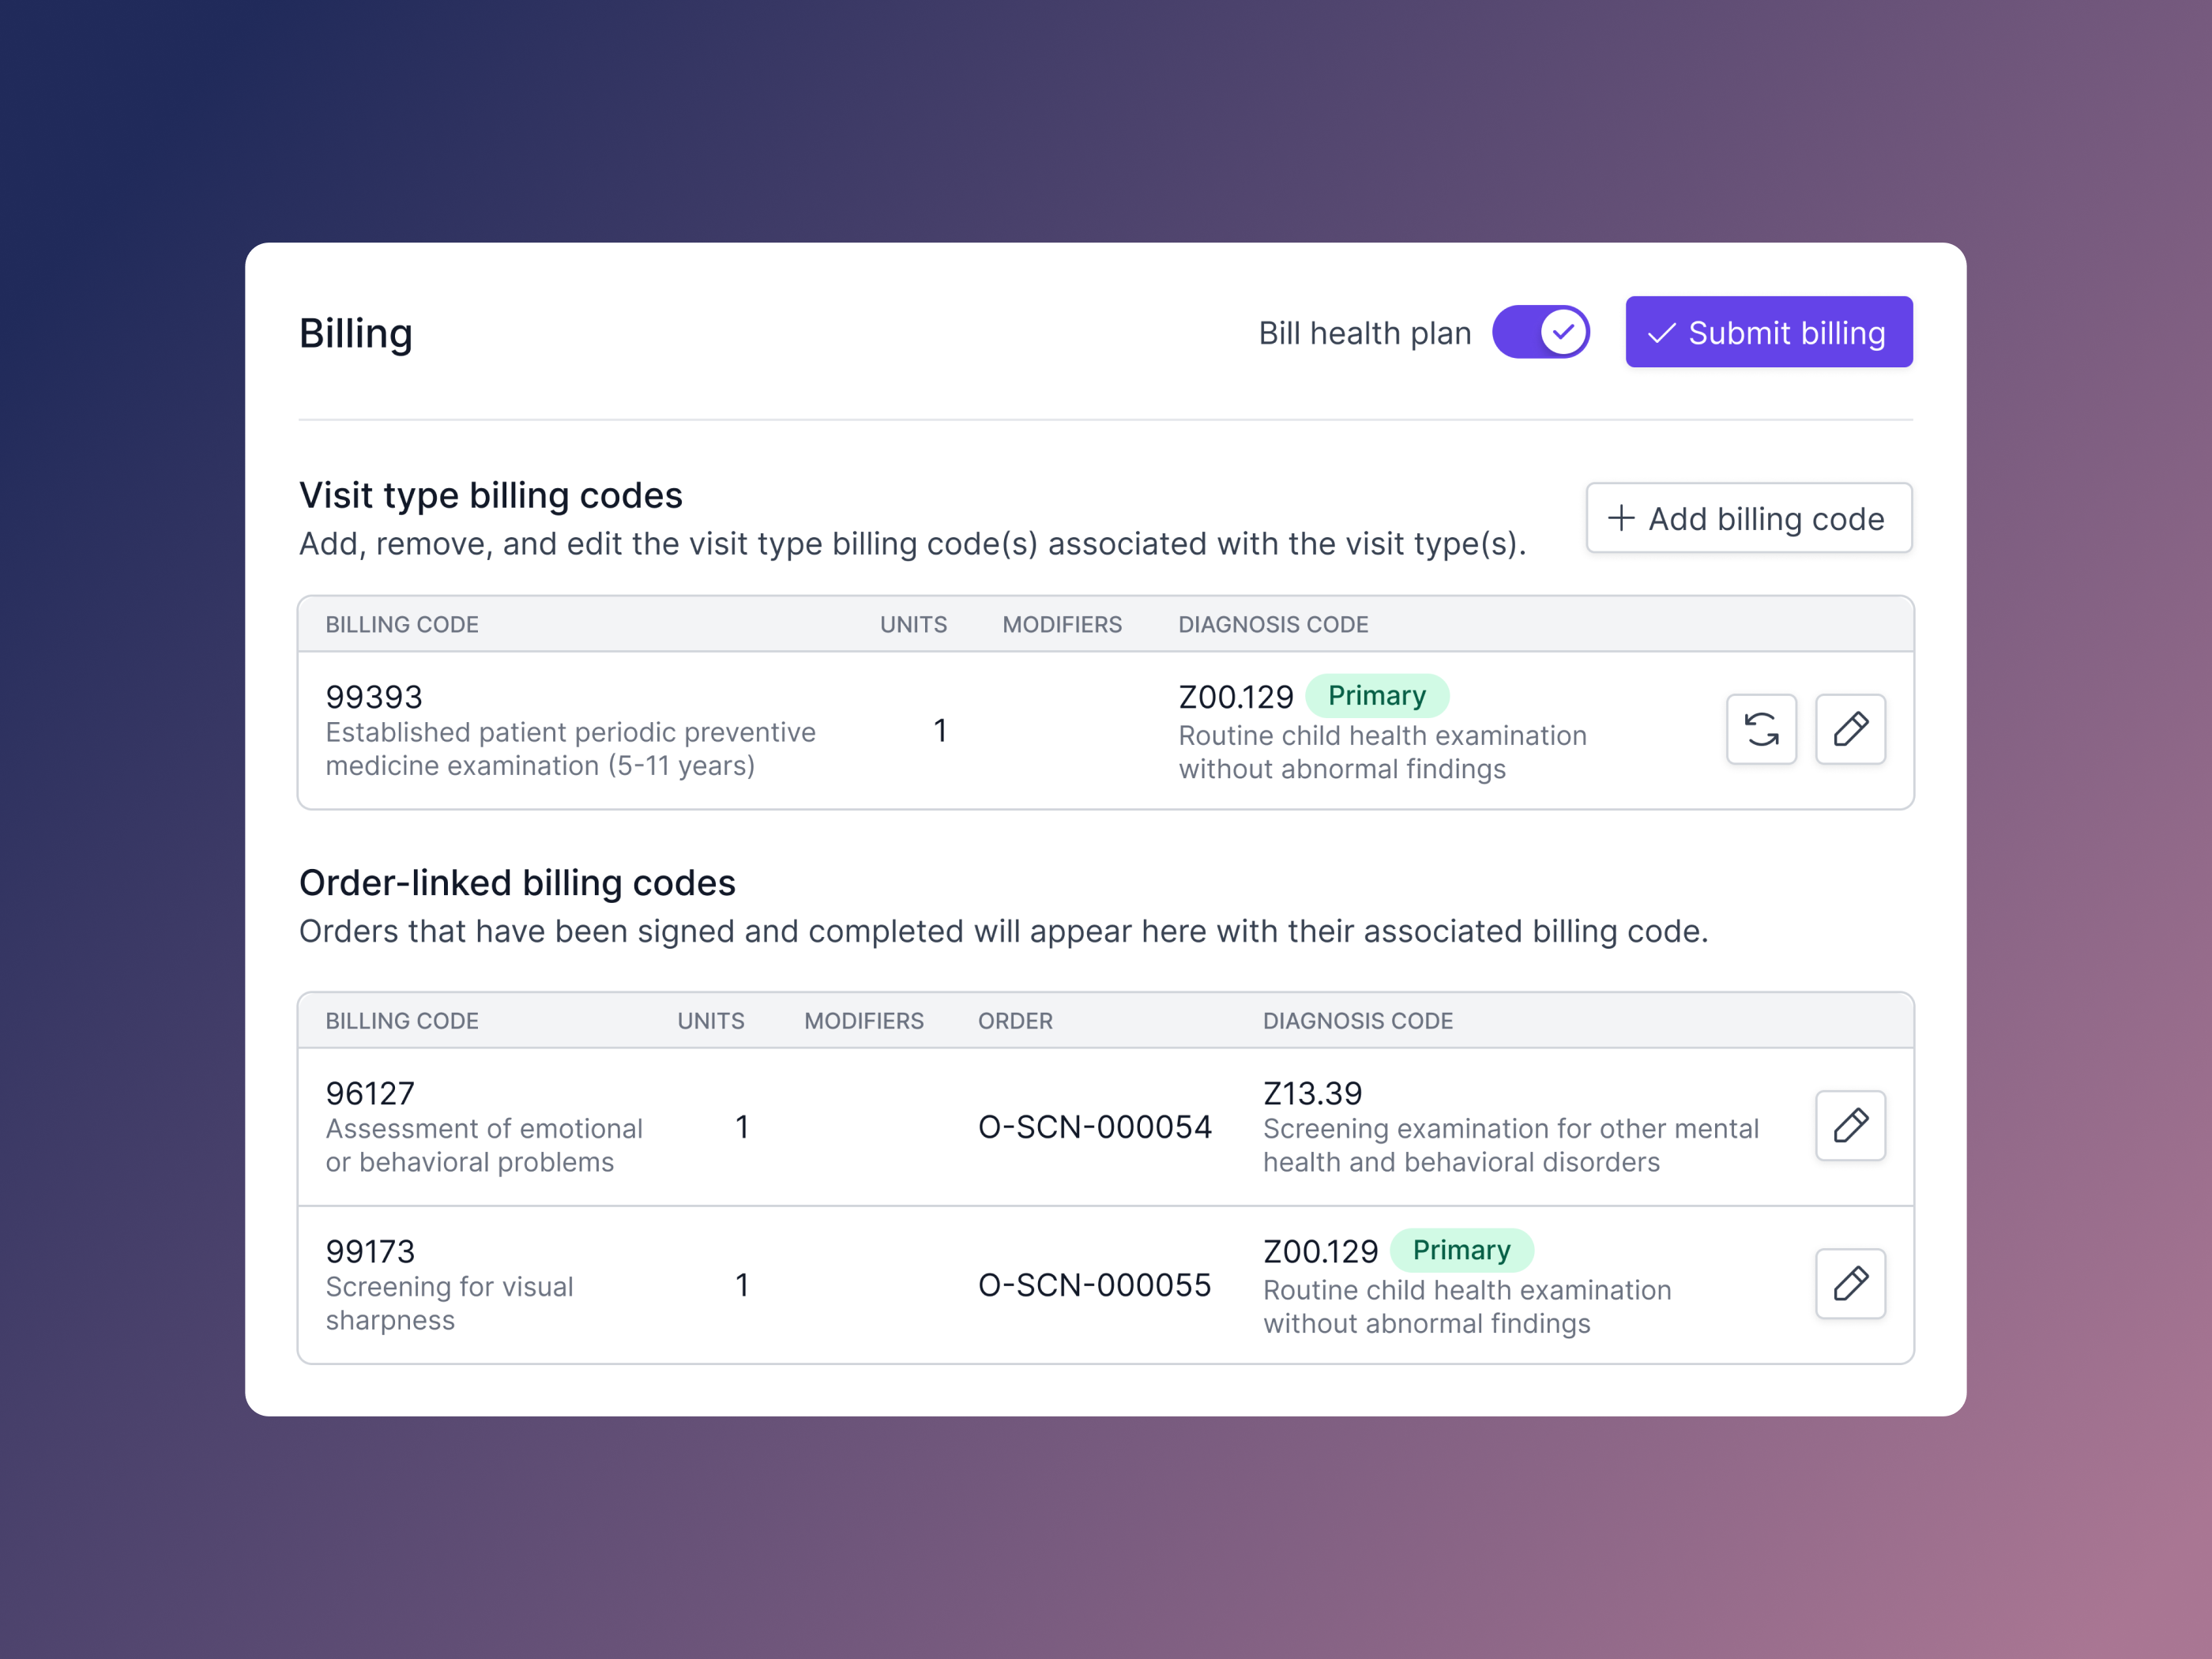 Billing
Bill health plan
Submit billing
Visit type billing codes
Add, remove, and edit the visit type billing code(s) associated with the visit type(s).
Add billing code
BILLING CODE UNITS MODIFIERS DIAGNOSIS CODE
99393
Established patient periodic preventive
medicine examination (5-11 years)
1
Z00.129 Primary
Routine child health examination
without abnormal findings
Order-linked billing codes
Orders that have been signed and completed will appear here with their associated billing code.
BILLING CODE UNITS MODIFIERS ORDER DIAGNOSIS CODE
96127
Assessment of emotional
or behavioral problems
1
O-SCN-000054
Z13.39
Screening examination for other mental
health and behavioral disorders
99173
Screening for visual
sharpness
1
O-SCN-000055
Z00.129 Primary
Routine child health examination
without abnormal findings